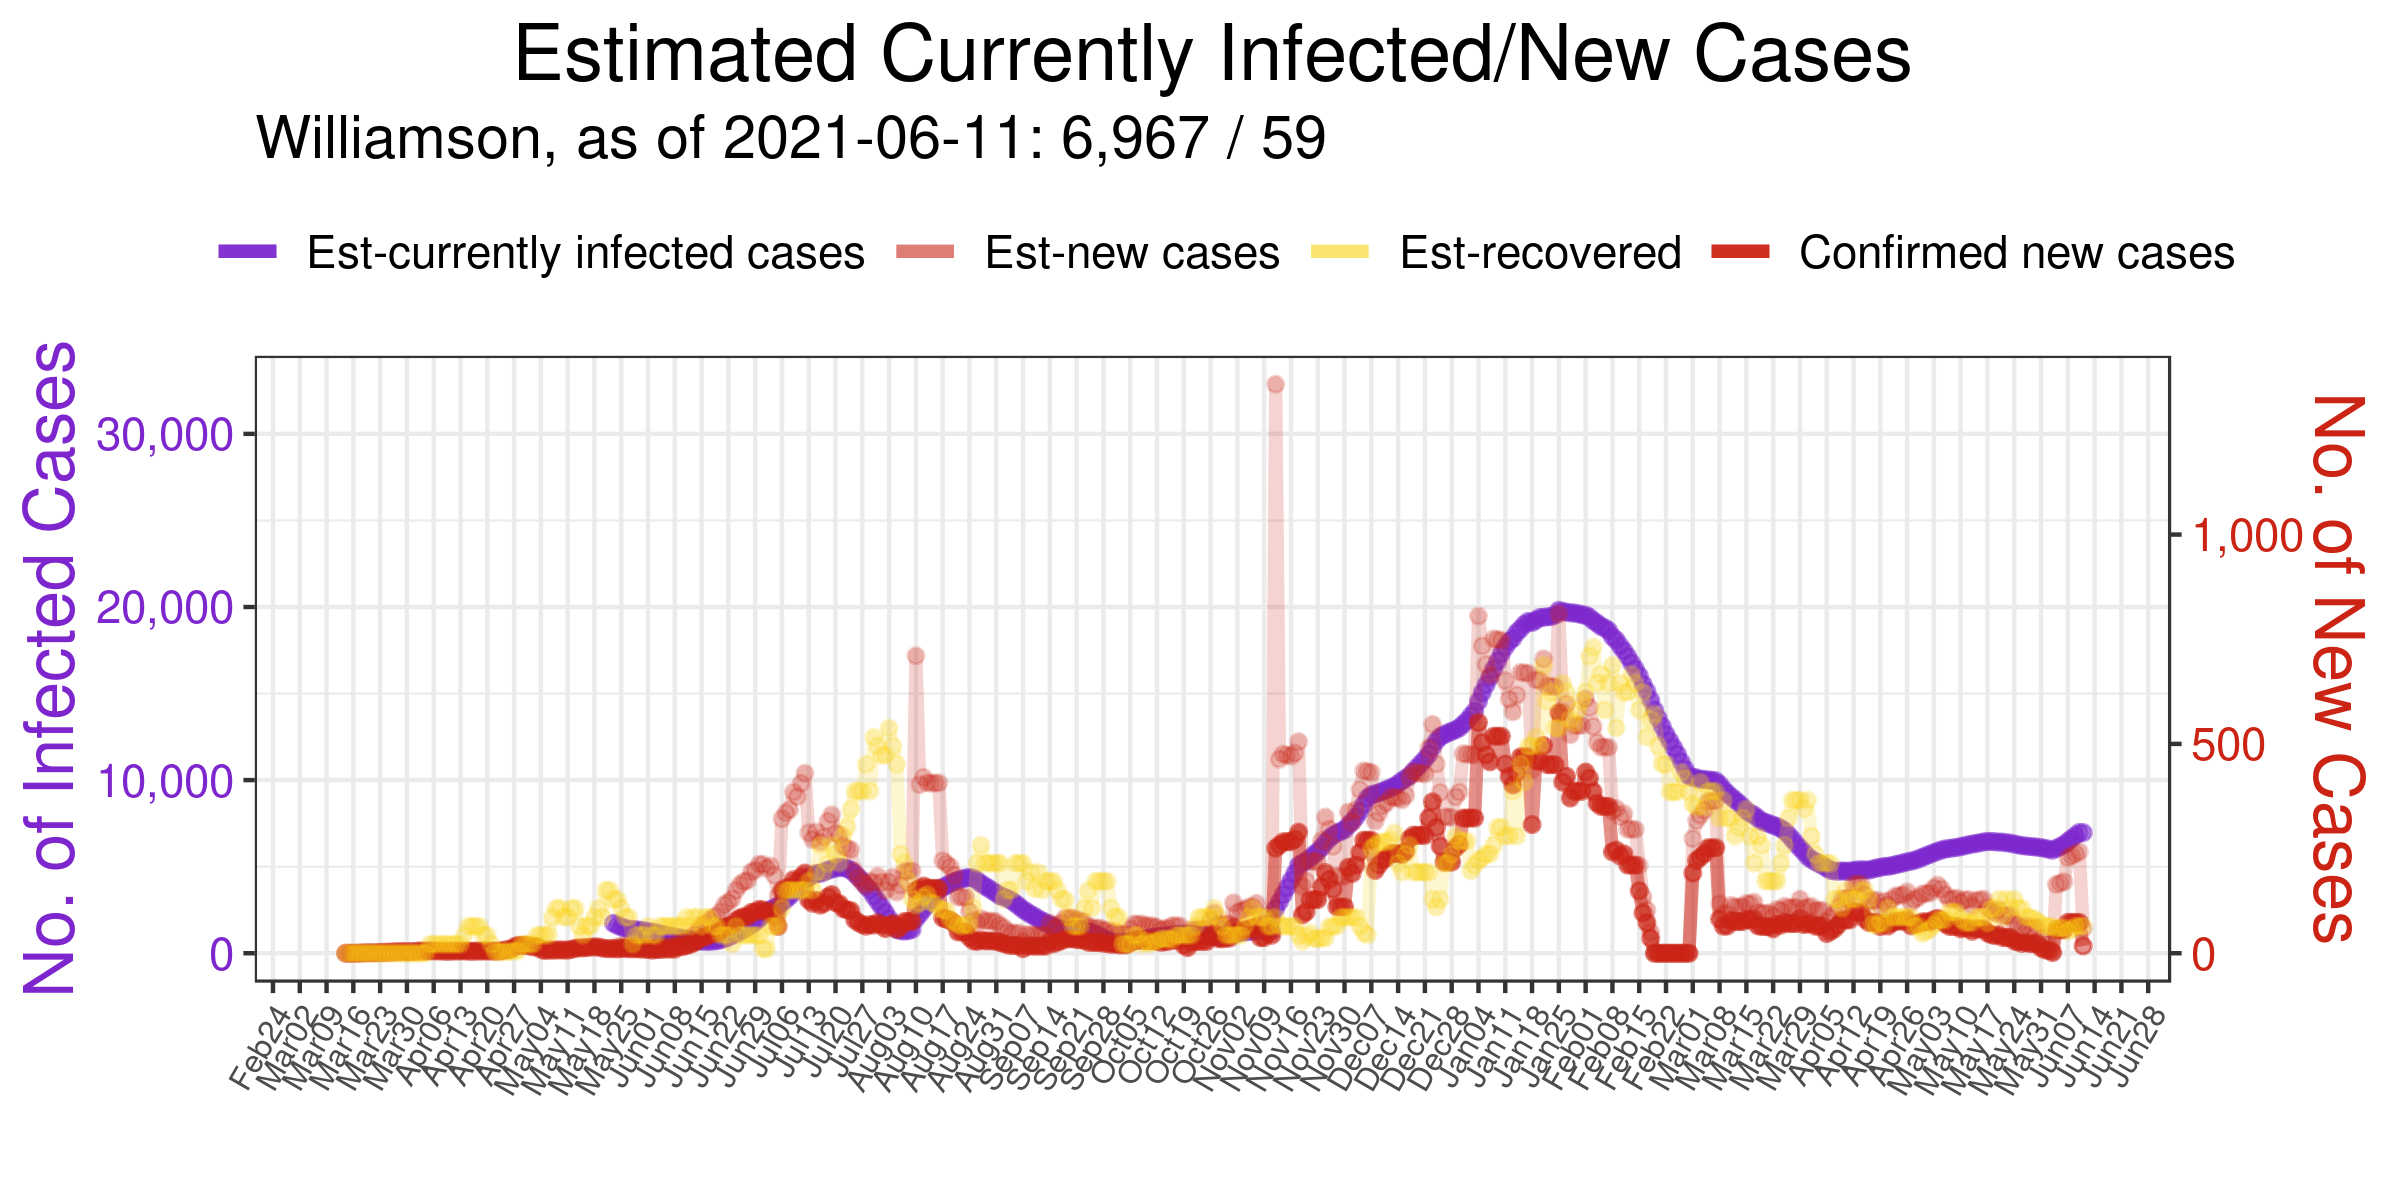 Estimated Currently Infected/New Cases
Williamson, as of 2021-06-11: 6,967 / 59
Est-currently infected cases Est-new cases Est-recovered Confirmed new cases
No. of Infected Cases
30,000
20,000
10,000
0
1,000
500
0
No. of New Cases
Feb24 Mar02 Mar09 Mar16 Mar23 Mar30 Apr06 Apr13 Apr20 Apr27 May04 May11 May18 May25 Jun01 Jun08 Jun15 Jun22 Jun29 Jul06 Jul13 Jul20 Jul27 Aug03 Aug10 Aug17 Aug24 Aug31 Sep07 Sep14 Sep21 Sep28 Oct05 Oct12 Oct19 Oct26 Nov02 Nov09 Nov16 Nov23 Nov30 Dec07 Dec14 Dec21 Dec28 Jan04 Jan11 Jan18 Jan25 Feb01 Feb08 Feb15 Feb22 Mar01 Mar08 Mar15 Mar22 Mar29 Apr05 Apr12 Apr19 Apr26 May03 May10 May17 May24 May31 Jun07 Jun14 Jun21 Jun28